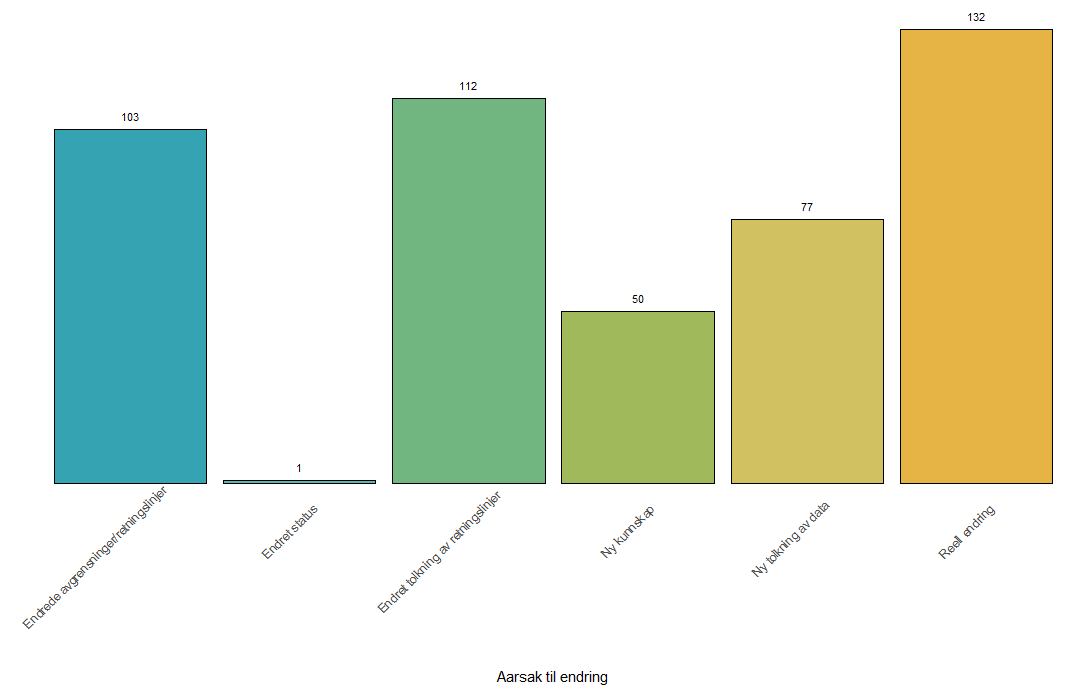 132
112
103
77
50
1
Endrede avgrensninger/retningslinjer
Endret status
Endret tolkning av retningslinjer
Ny kunnskap
Ny tolkning av data
Reell endring
Aarsak til endring